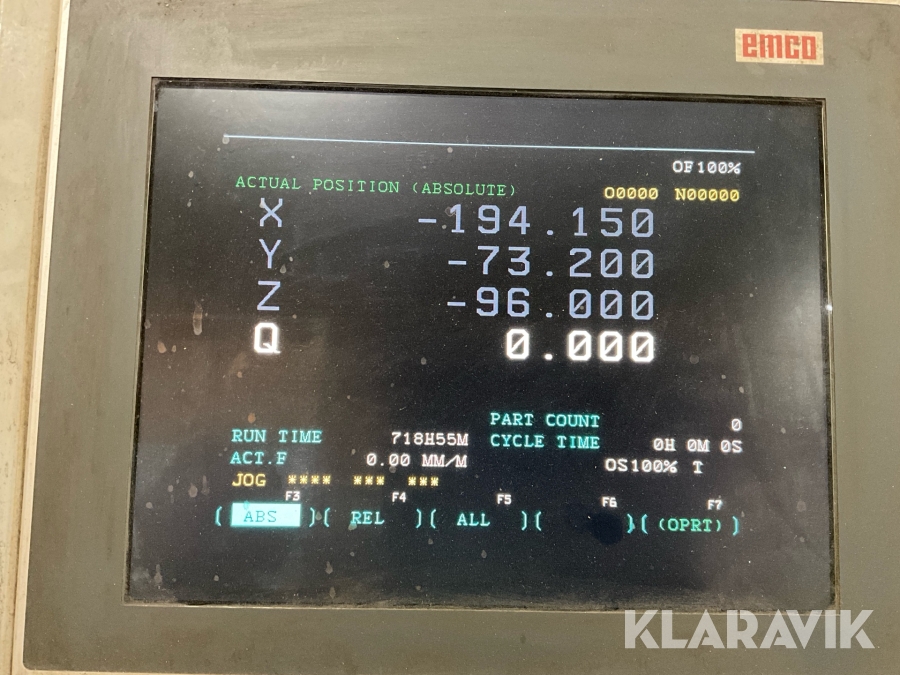 emco
OF100%
ACTUAL POSITION (ABSOLUTE) O0000 N00000
X -194.150
Y -73.200
Z -96.000
Q 0.000
PART COUNT 0
RUN TIME 718H55M CYCLE TIME 0H 0M 0S
ACT.F 0.00 MM/M OS100% T
JOG **** *** ***
F3 F4 F5 F6 F7
( ABS )( REL )( ALL )( )( (OPRT) )
KLARAVIK